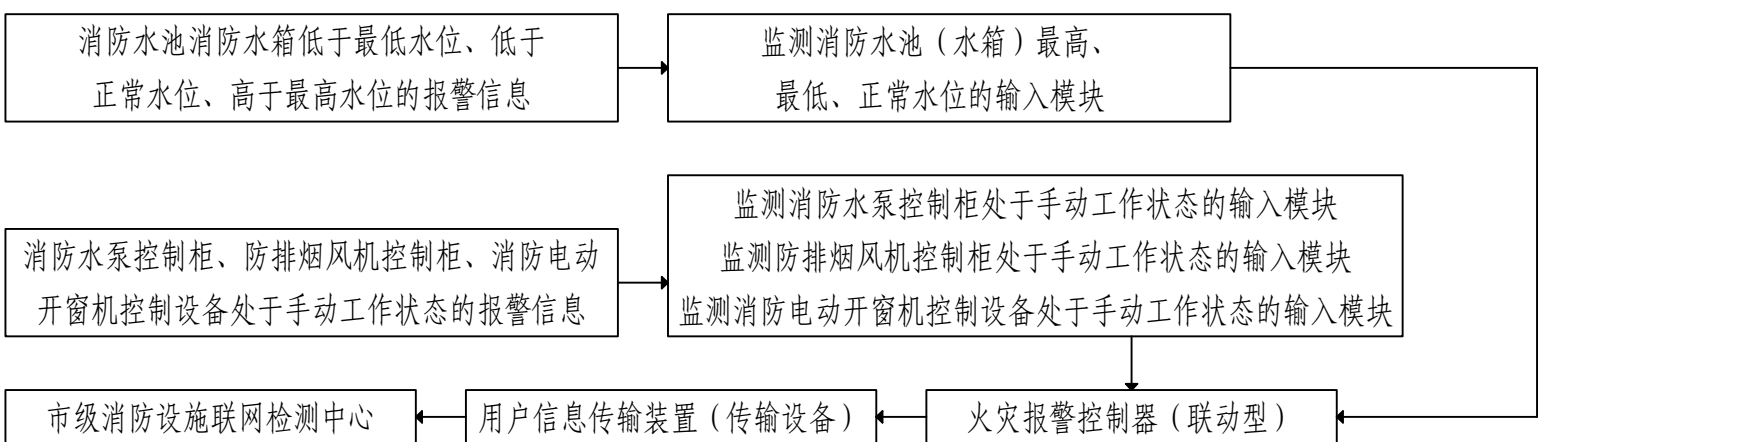 消防水池消防水箱低于最低水位、低于
正常水位、高于最高水位的报警信息
监测消防水池（水箱）最高、
最低、正常水位的输入模块
消防水泵控制柜、防排烟风机控制柜、消防电动
开窗机控制设备处于手动工作状态的报警信息
监测消防水泵控制柜处于手动工作状态的输入模块
监测防排烟风机控制柜处于手动工作状态的输入模块
监测消防电动开窗机控制设备处于手动工作状态的输入模块
市级消防设施联网检测中心
用户信息传输装置（传输设备）
火灾报警控制器（联动型）